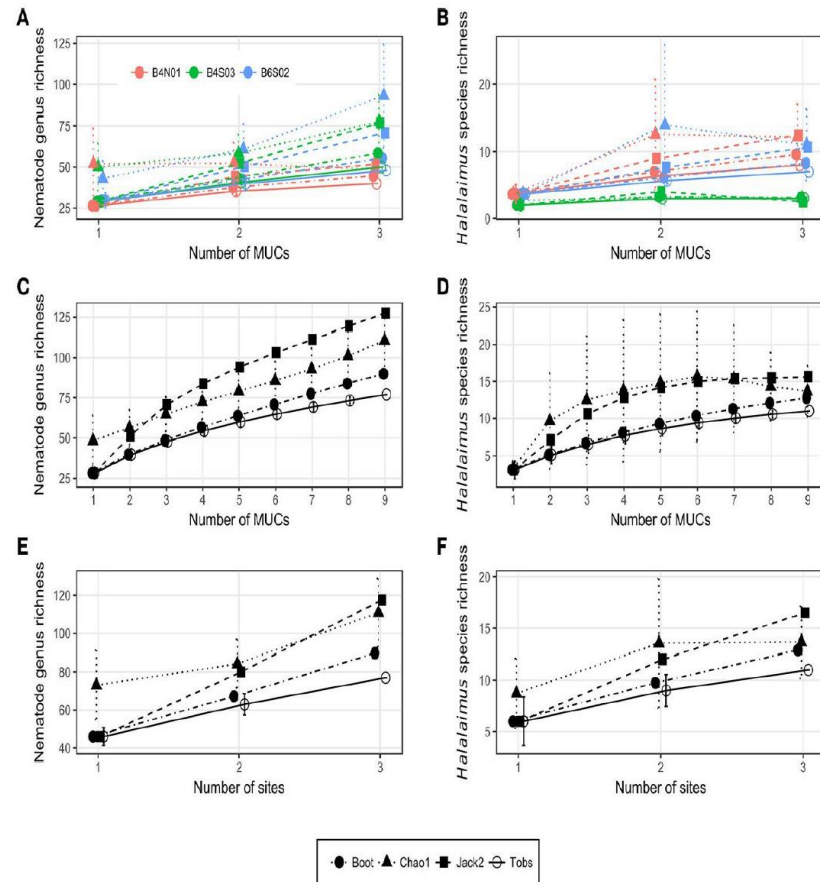 A
Nematode genus richness
125
100
75
50
25
B4N01 B4S03 B6S02
1 2 3
Number of MUCs
B
Halalaimus species richness
20
10
0
1 2 3
Number of MUCs
C
Nematode genus richness
125
100
75
50
25
1 2 3 4 5 6 7 8 9
Number of MUCs
D
Halalaimus species richness
25
20
15
10
5
1 2 3 4 5 6 7 8 9
Number of MUCs
E
Nematode genus richness
120
100
80
60
40
1 2 3
Number of sites
F
Halalaimus species richness
20
15
10
5
1 2 3
Number of sites
Boot Chao1 Jack2 Tobs